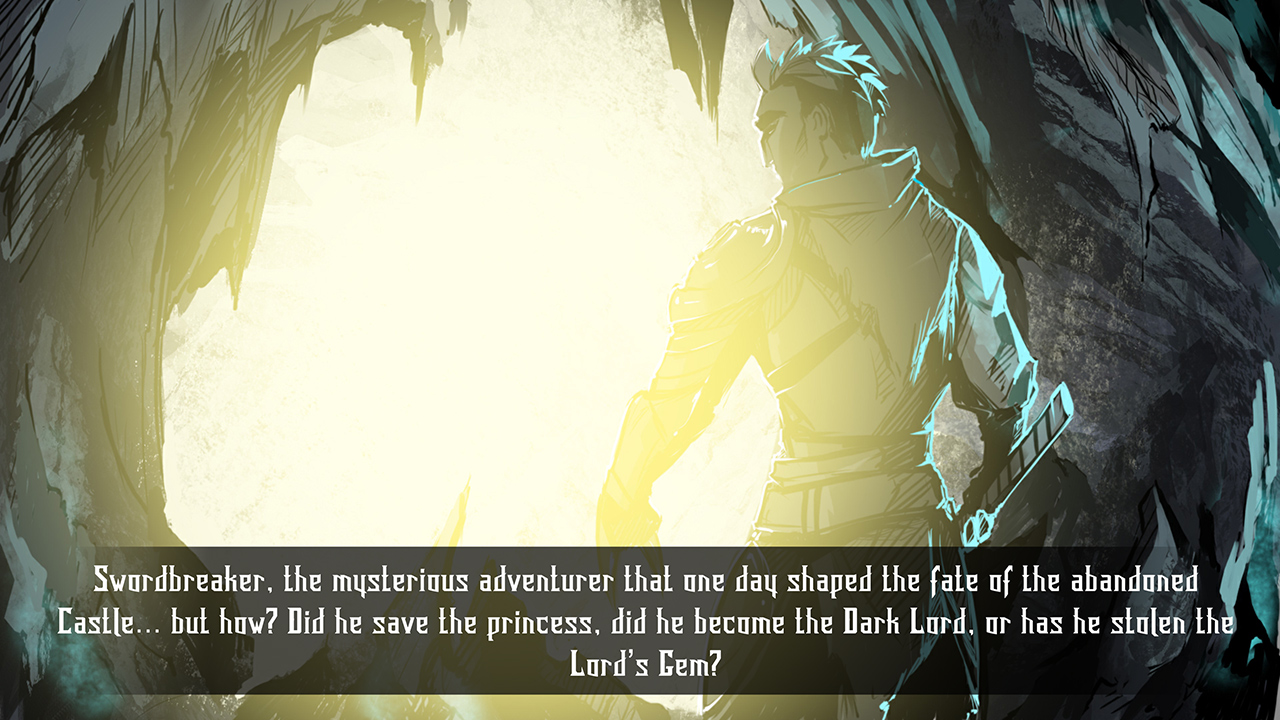 Swordbreaker, the mysterious adventurer that one day shaped the fate of the abandoned
Castle... but how? Did he save the princess, did he become the Dark Lord, or has he stolen the
Lord's Gem?